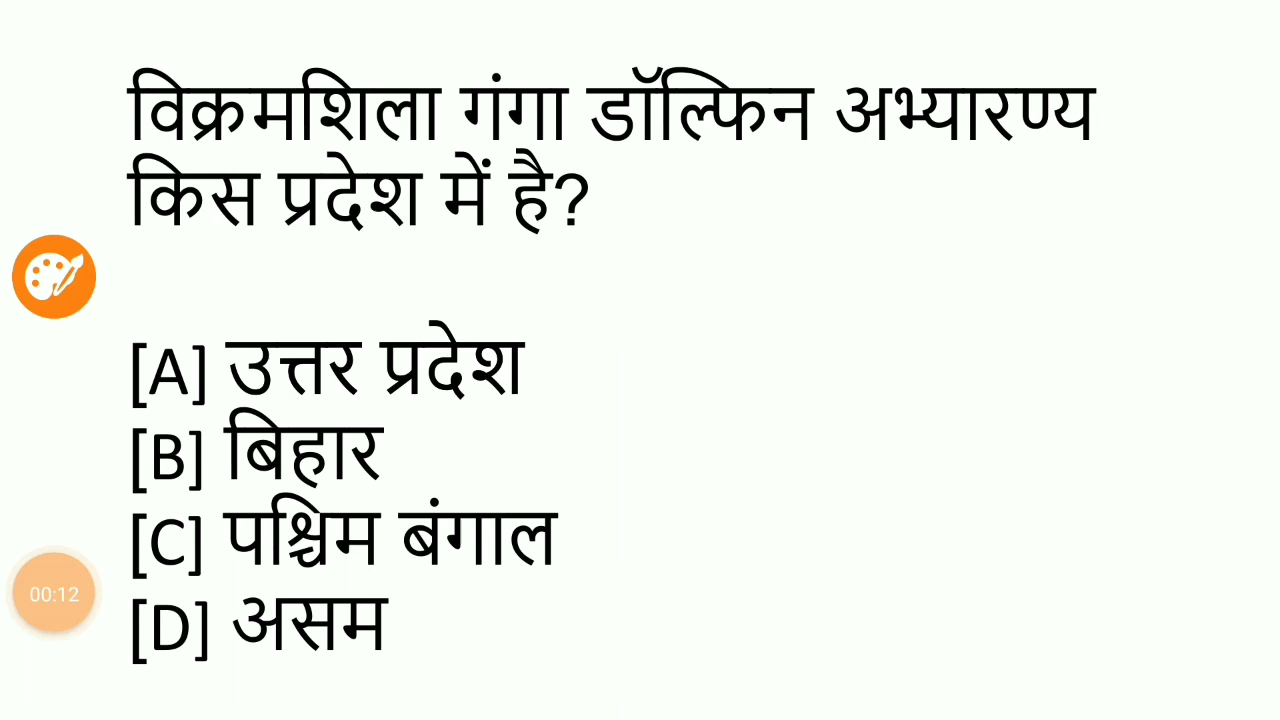 विक्रमशिला गंगा डॉल्फिन अभ्यारण्य
किस प्रदेश में है?
[A] उत्तर प्रदेश
[B] बिहार
[C] पश्चिम बंगाल
[D] असम
00:12